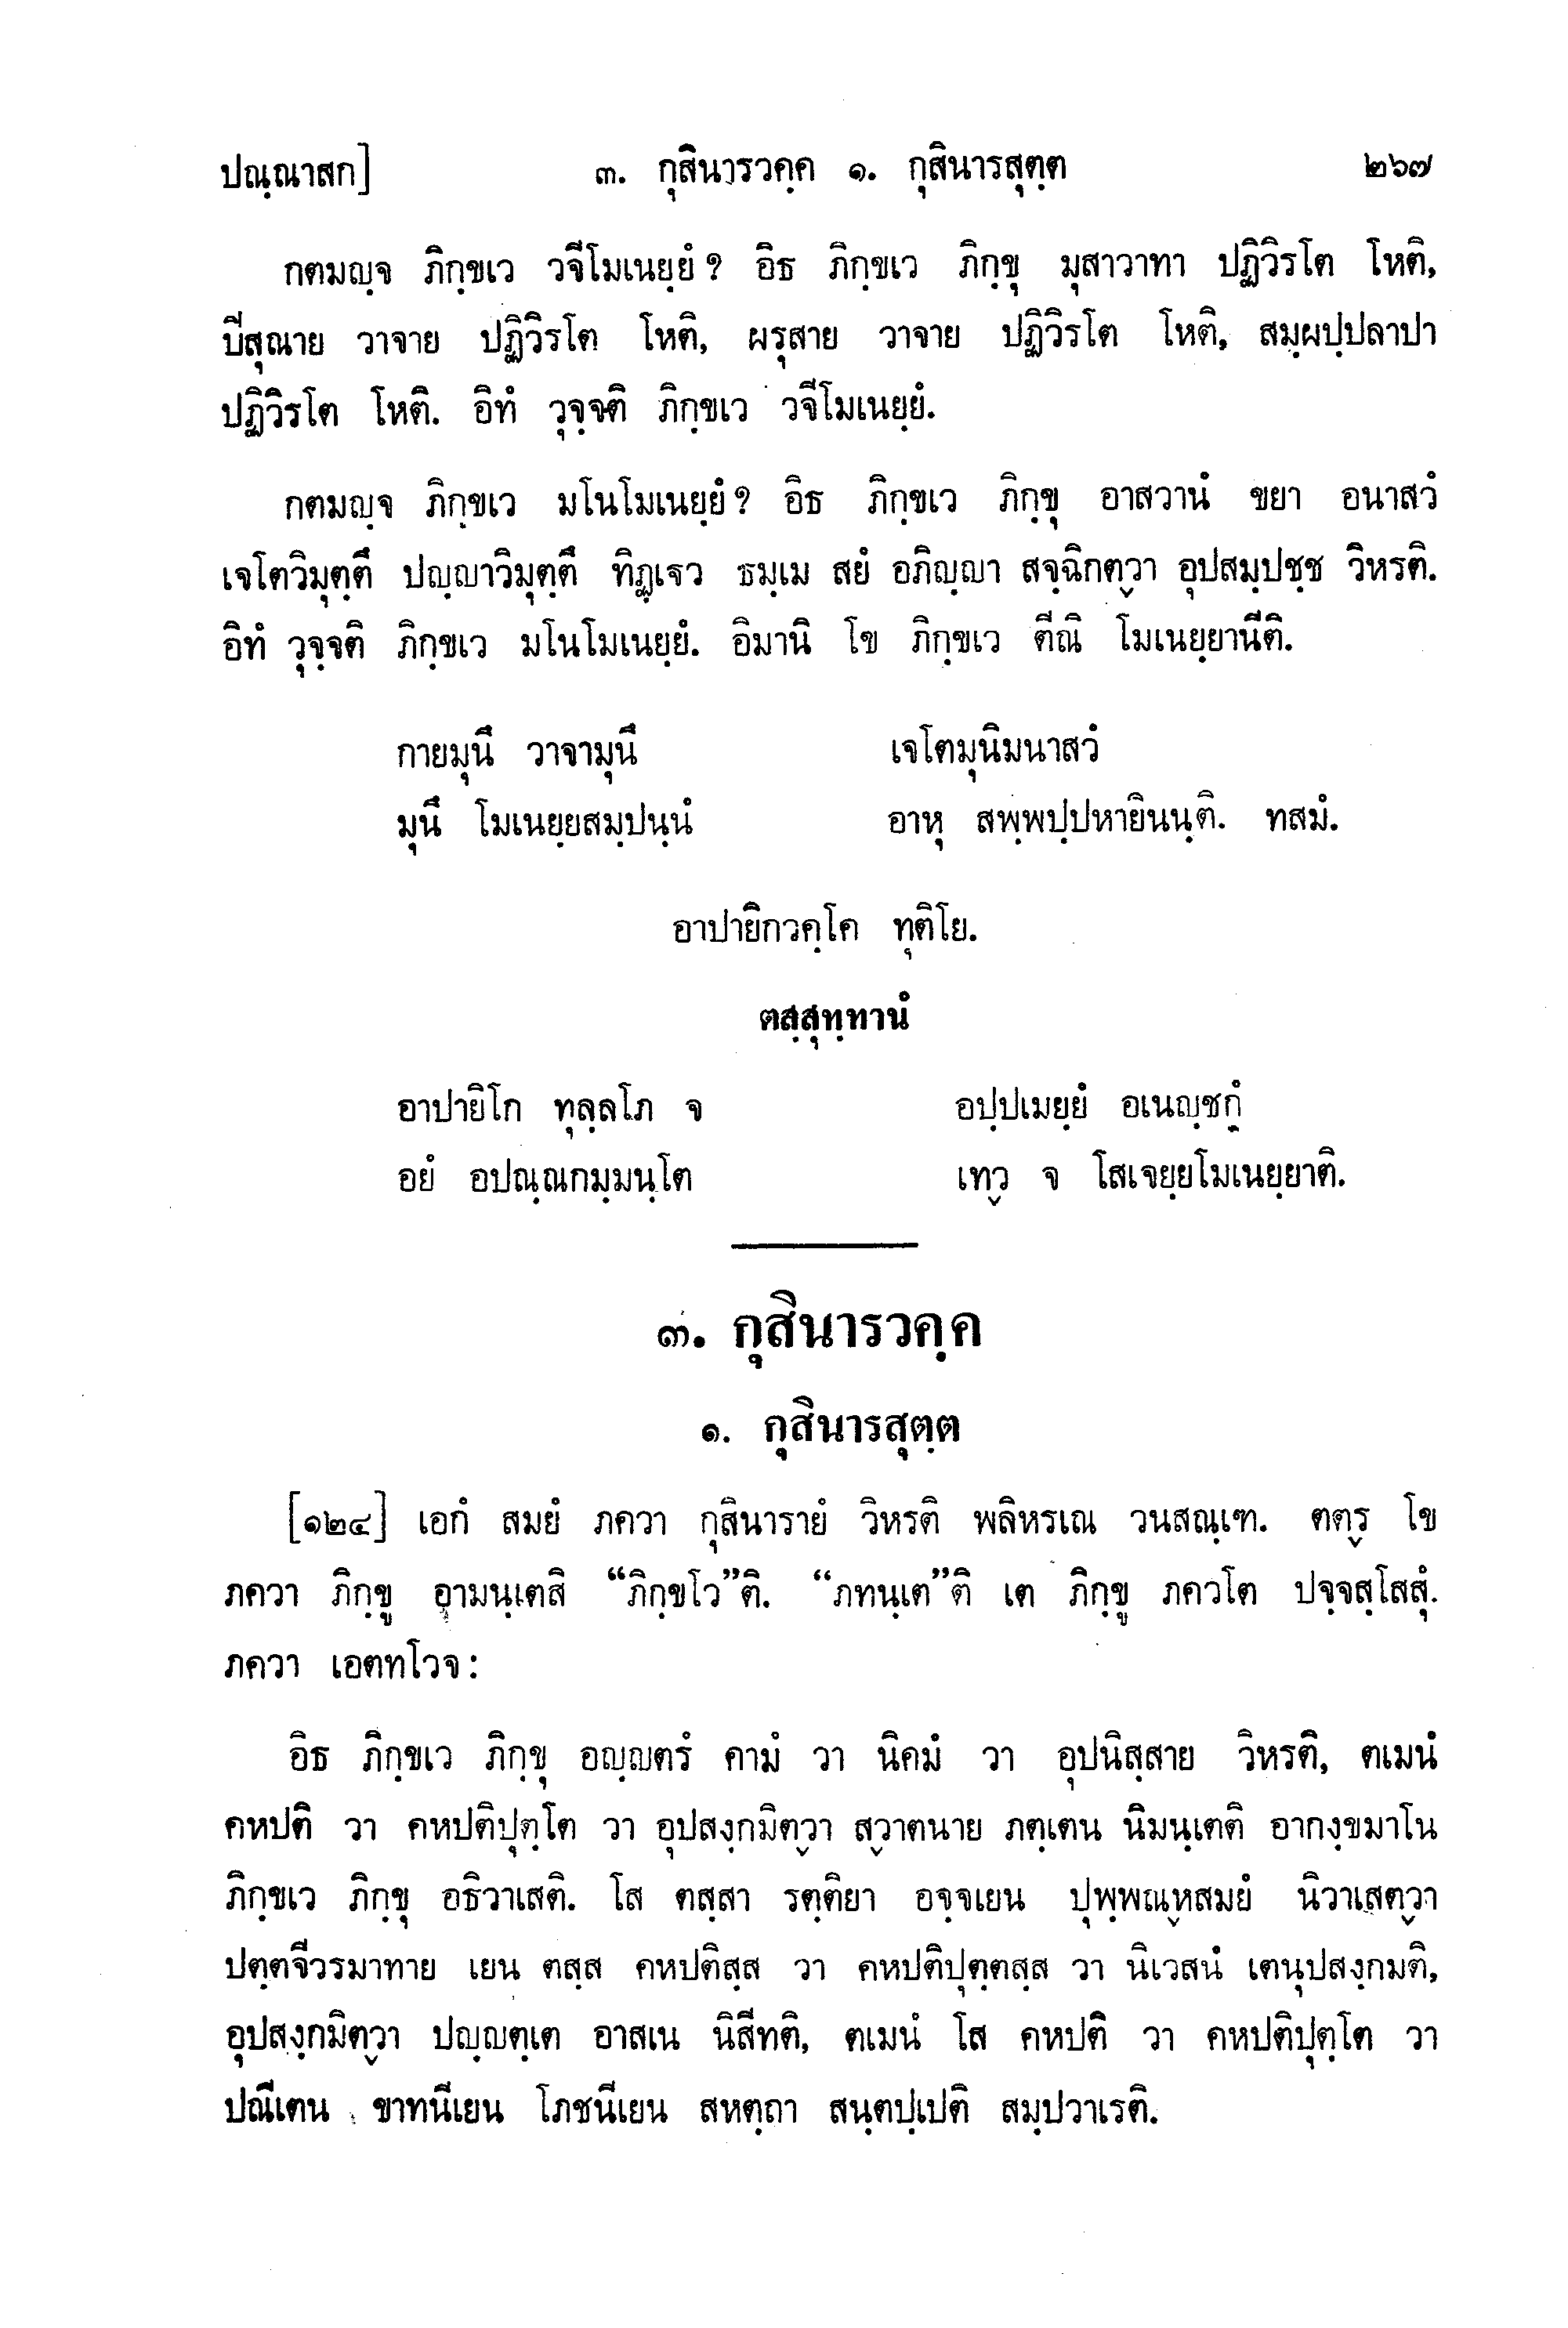 ปณฺณาสก] ๓. กุสินารวคฺค ๑. กุสินารสุตฺต ๒๖๗
กตมญฺจ ภิกฺขเว วจีโมเนยฺยํ? อิธ ภิกฺขเว ภิกฺขุ มุสาวาทา ปฏิวิรโต โหติ,
ปีสุณาย วาจาย ปฏิวิรโต โหติ, ผรุสาย วาจาย ปฏิวิรโต โหติ, สมฺผปฺปลาปา
ปฏิวิรโต โหติ. อิทํ วุจฺจติ ภิกฺขเว วจีโมเนยฺยํ.
กตมญฺจ ภิกฺขเว มโนโมเนยฺยํ? อิธ ภิกฺขเว ภิกฺขุ อาสวานํ ขยา อนาสวํ
เจโตวิมุตฺตึ ปญฺญาวิมุตฺตึ ทิฏฺเฐว ธมฺเม สยํ อภิญฺญา สจฺฉิกตฺวา อุปสมฺปชฺช วิหรติ.
อิทํ วุจฺจติ ภิกฺขเว มโนโมเนยฺยํ. อิมานิ โข ภิกฺขเว ตีณิ โมเนยฺยานีติ.
กายมุนึ วาจามุนึ เจโตมุนิมนาสวํ
มุนึ โมเนยฺยสมฺปนฺนํ อาหุ สพฺพปฺปหายินนฺติ. ทสมํ.
อาปายิกวคฺโค ทุติโย.
ตสฺสุทฺทานํ
อาปายิโก ทุลฺลโภ จ อปฺปเมยฺยํ อเนญฺชกํฺ
อยํ อปณฺณกมฺมนฺโต เทฺว จ โสเจยฺยโมเนยฺยาติ.
๓. กุสินารวคฺค
๑. กุสินารสุตฺต
[๑๒๔] เอกํ สมยํ ภควา กุสินารายํ วิหรติ พลิหรเณ วนสณฺเฑ. ตตฺร โข
ภควา ภิกฺขู อามนฺเตสิ “ภิกฺขโว”ติ. “ภทนฺเต”ติ เต ภิกฺขู ภควโต ปจฺจสฺโสสุํ.
ภควา เอตทโวจ:
อิธ ภิกฺขเว ภิกฺขุ อญฺญตรํ คามํ วา นิคมํ วา อุปนิสฺสาย วิหรติ, ตเมนํ
คหปติ วา คหปติปุตฺโต วา อุปสงฺกมิตฺวา สฺวาตนาย ภตฺเตน นิมนฺเตติ อากงฺขมาโน
ภิกฺขเว ภิกฺขุ อธิวาเสติ. โส ตสฺสา รตฺติยา อจฺจเยน ปุพฺพณฺหสมยํ นิวาเสตฺวา
ปตฺตจีวรมาทาย เยน ตสฺส คหปติสฺส วา คหปติปุตฺตสฺส วา นิเวสนํ เตนุปสงฺกมติ,
อุปสงฺกมิตฺวา ปญฺญตฺเต อาสเน นิสีทติ, ตเมนํ โส คหปติ วา คหปติปุตฺโต วา
ปณีเตน ขาทนีเยน โภชนีเยน สหตฺถา สนฺตปฺเปติ สมฺปวาเรติ.